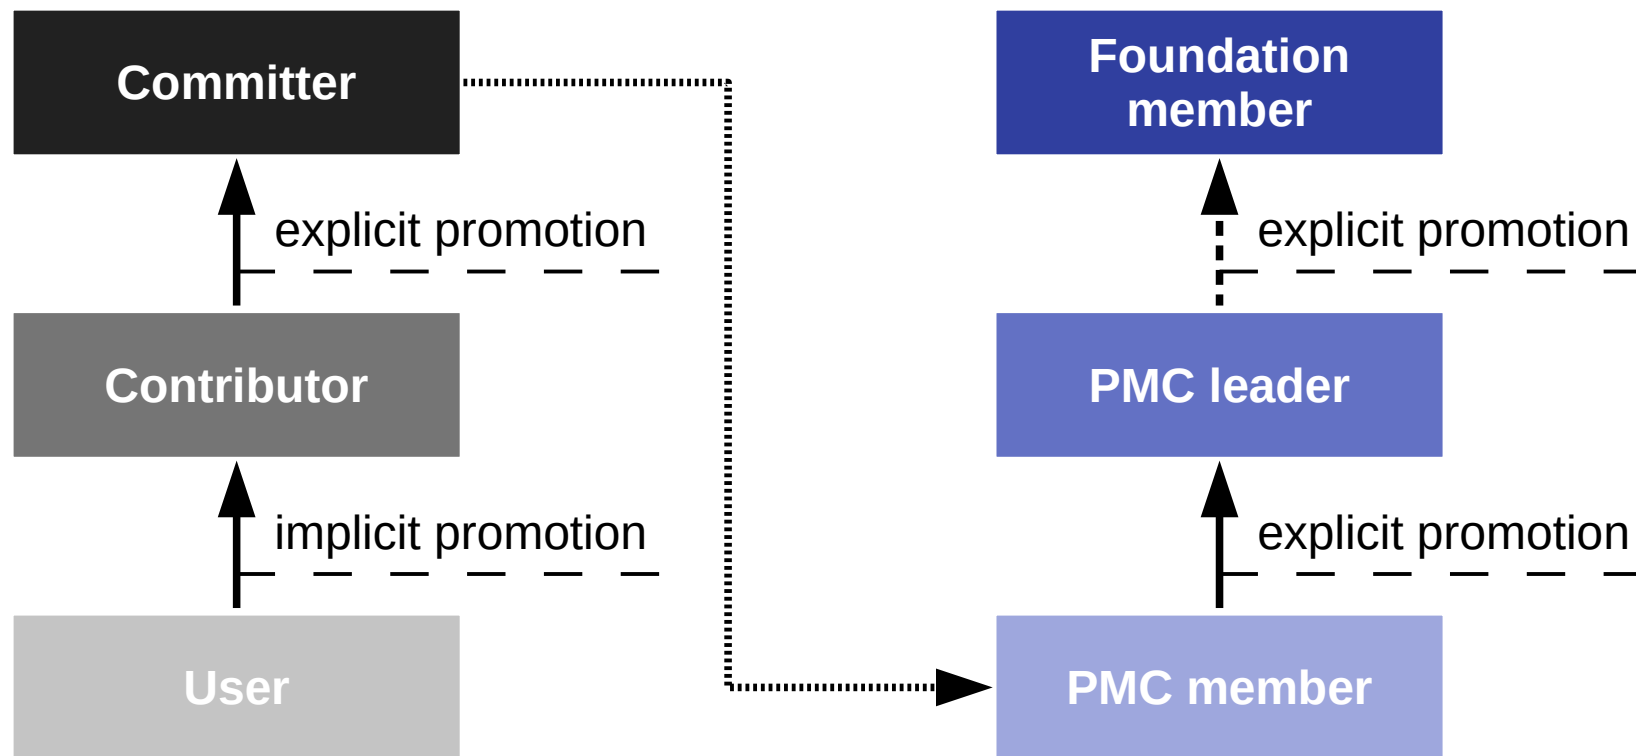 Committer
explicit promotion
Contributor
implicit promotion
User
Foundation
member
explicit promotion
PMC leader
explicit promotion
PMC member